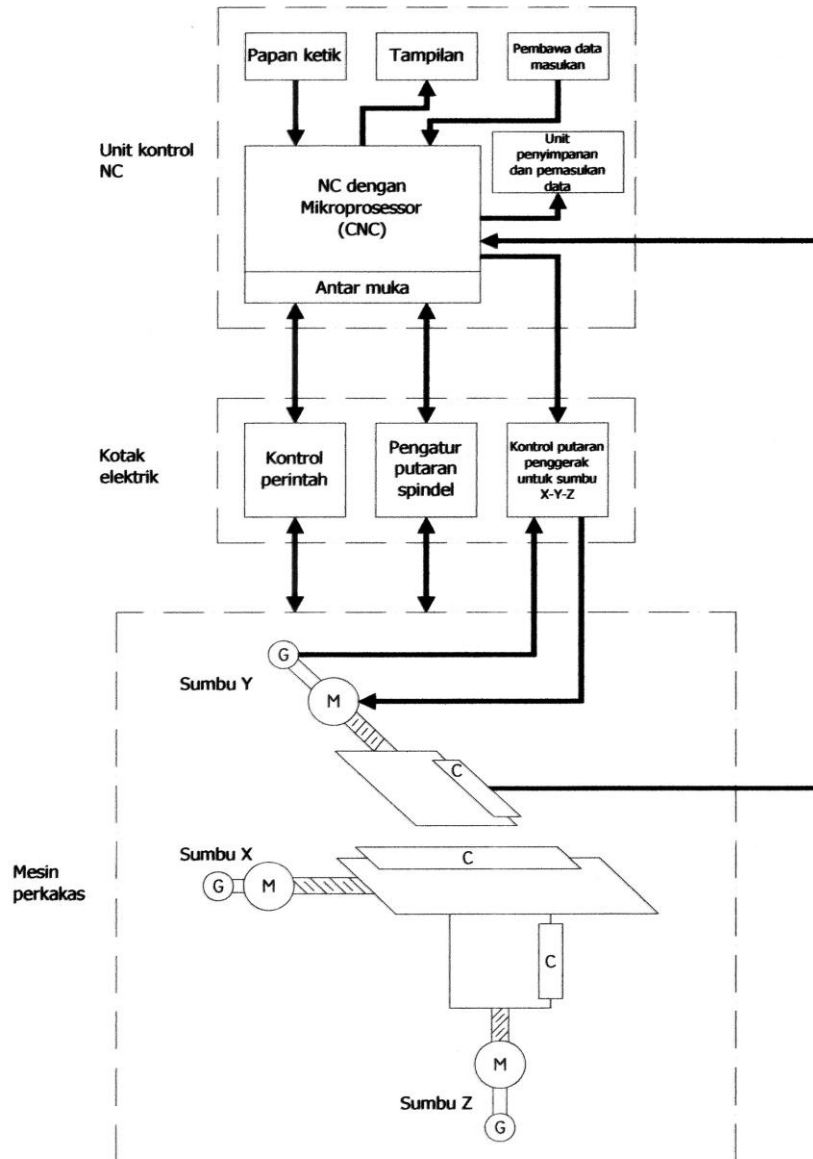 Papan ketik
Tampilan
Pembawa data
masukan
Unit kontrol
NC
Unit
penyimpanan
dan pemasukan
data
NC dengan
Mikroprosessor
(CNC)
Antar muka
Kotak
elektrik
Kontrol
perintah
Pengatur
putaran
spindel
Kontrol putaran
penggerak
untuk sumbu
X-Y-Z
G
Sumbu Y
M
C
Mesin
perkakas
Sumbu X
G
M
C
C
M
Sumbu Z
G